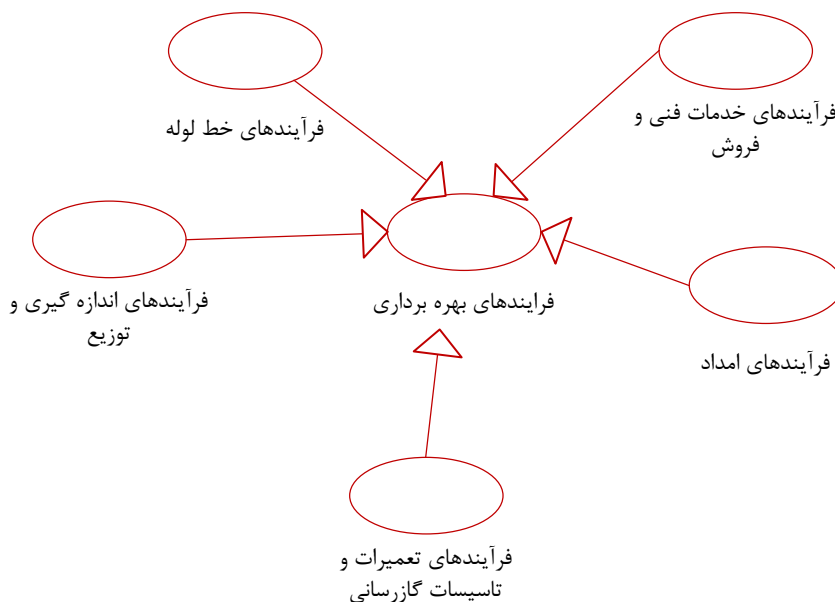 فرآیندهای خدمات فنی و
فروش
فرآیندهای خط لوله
فرآیندهای اندازه گیری و
توزیع
فرایندهای بهره برداری
فرآیندهای امداد
فرآیندهای تعمیرات و
تاسیسات گازرسانی